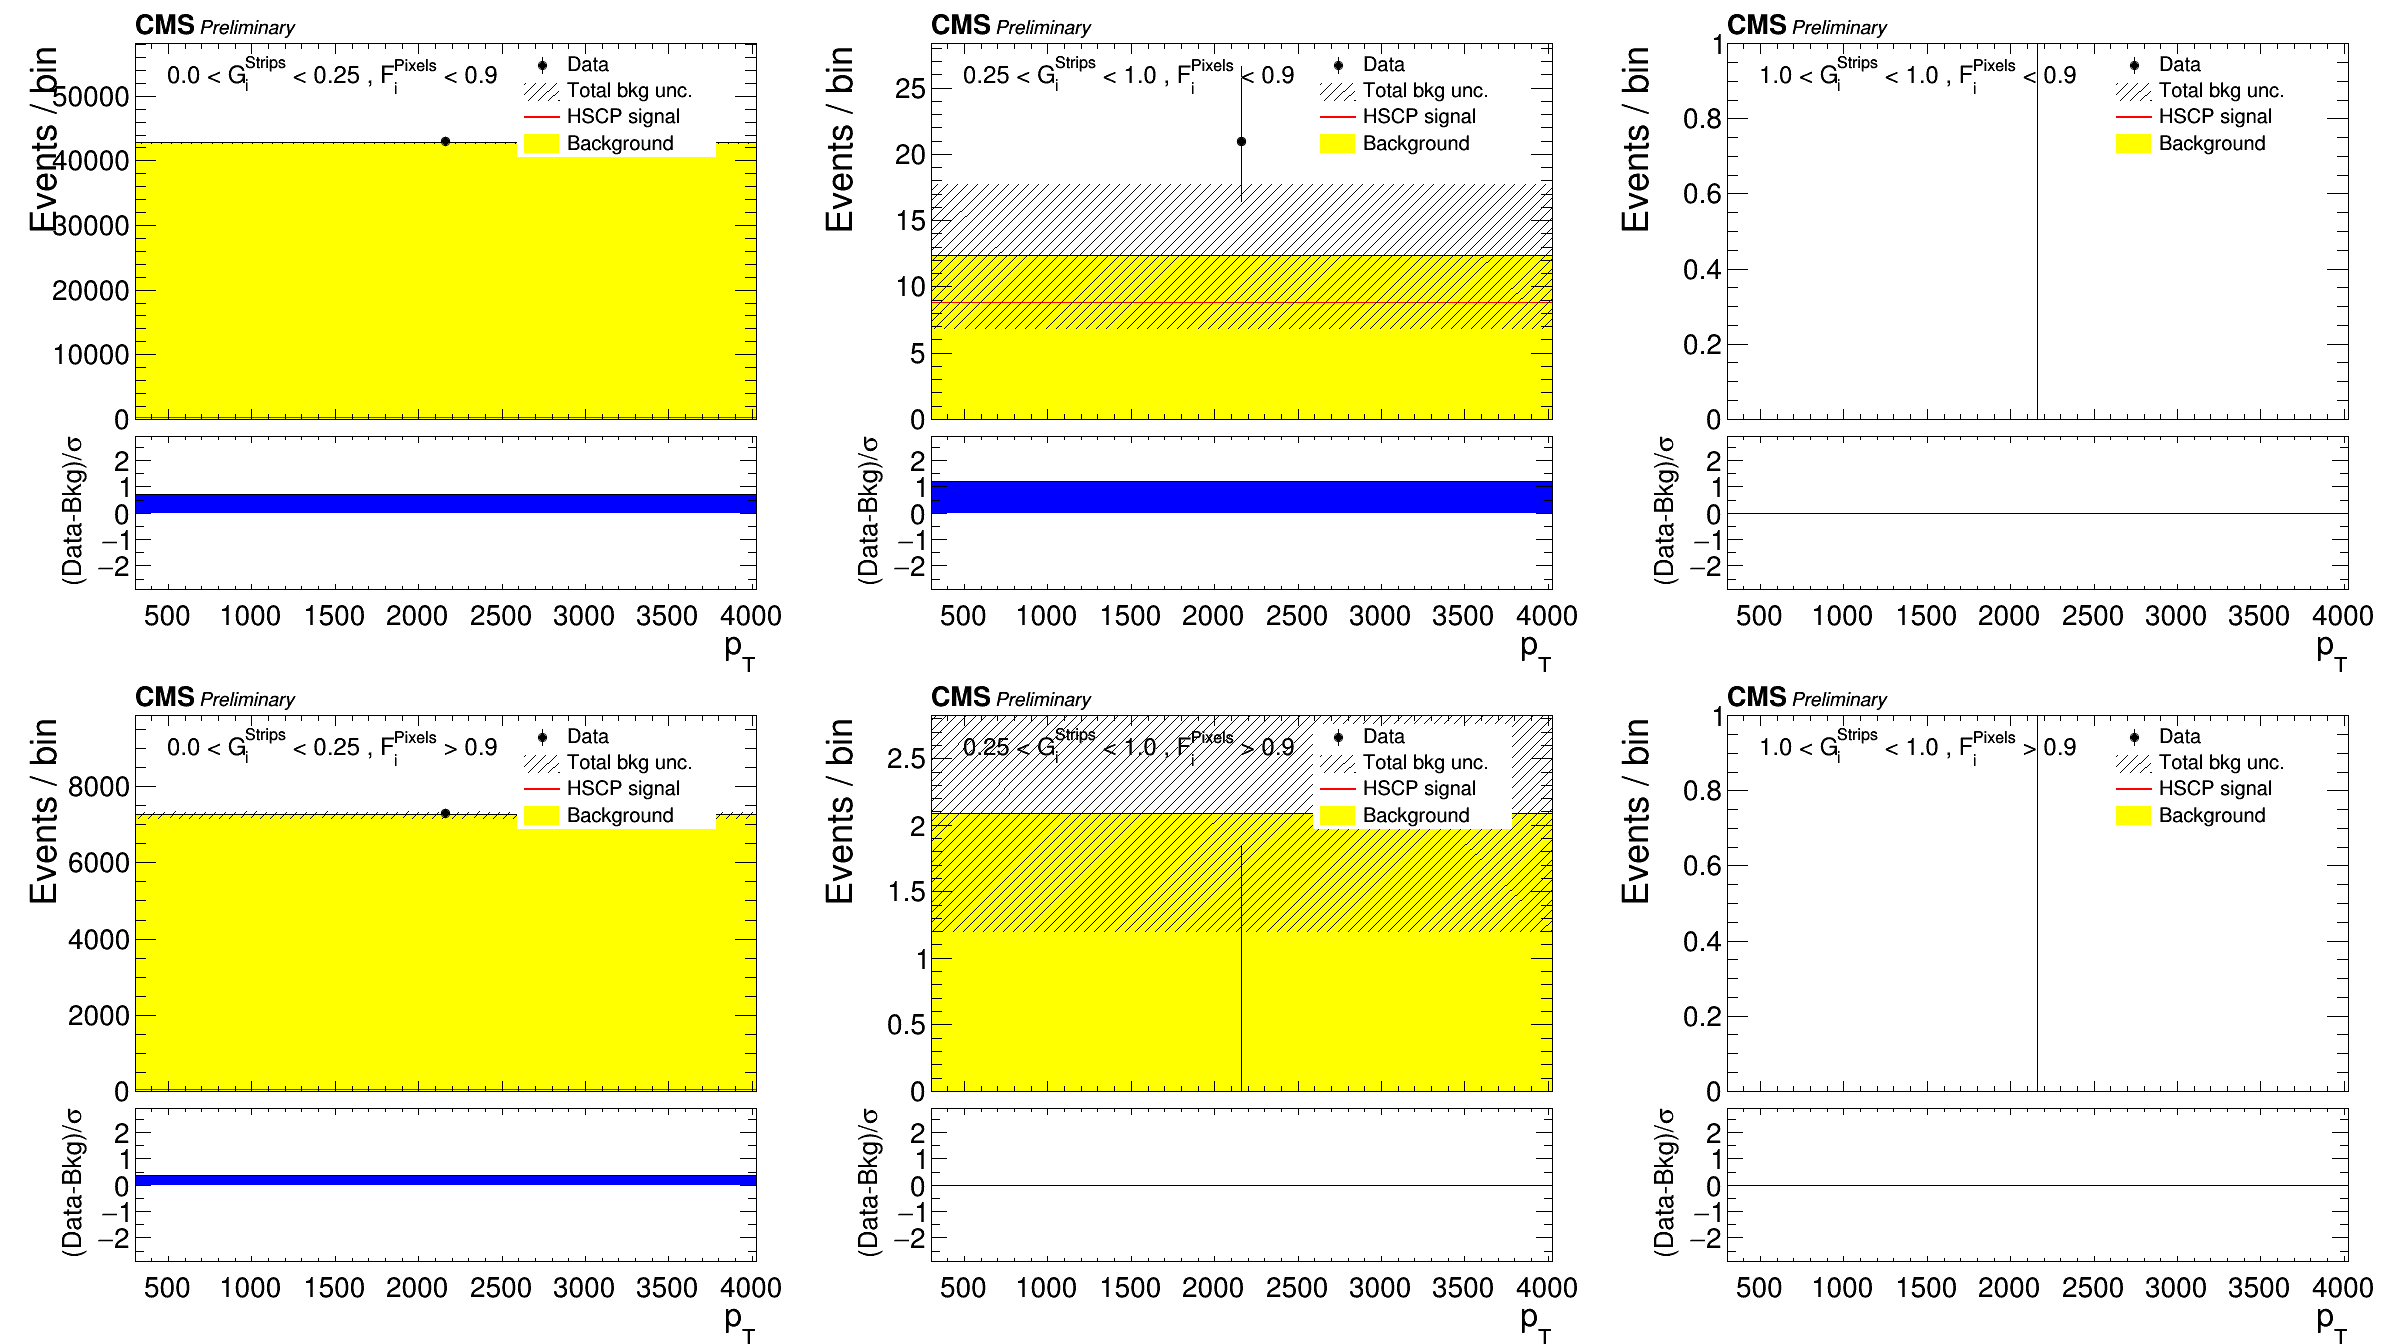 CMS Preliminary
Events / bin
0.0 < G_i^Strips < 0.25 , F_i^Pixels < 0.9
Data
Total bkg unc.
HSCP signal
Background
50000
40000
30000
20000
10000
0
(Data-Bkg)/σ
2
1
0
−1
−2
500 1000 1500 2000 2500 3000 3500 4000
p_T
CMS Preliminary
Events / bin
0.25 < G_i^Strips < 1.0 , F_i^Pixels < 0.9
Data
Total bkg unc.
HSCP signal
Background
25
20
15
10
5
0
(Data-Bkg)/σ
2
1
0
−1
−2
500 1000 1500 2000 2500 3000 3500 4000
p_T
CMS Preliminary
Events / bin
1.0 < G_i^Strips < 1.0 , F_i^Pixels < 0.9
Data
Total bkg unc.
HSCP signal
Background
1
0.8
0.6
0.4
0.2
0
(Data-Bkg)/σ
2
1
0
−1
−2
500 1000 1500 2000 2500 3000 3500 4000
p_T
CMS Preliminary
Events / bin
0.0 < G_i^Strips < 0.25 , F_i^Pixels > 0.9
Data
Total bkg unc.
HSCP signal
Background
8000
6000
4000
2000
0
(Data-Bkg)/σ
2
1
0
−1
−2
500 1000 1500 2000 2500 3000 3500 4000
p_T
CMS Preliminary
Events / bin
0.25 < G_i^Strips < 1.0 , F_i^Pixels > 0.9
Data
Total bkg unc.
HSCP signal
Background
2.5
2
1.5
1
0.5
0
(Data-Bkg)/σ
2
1
0
−1
−2
500 1000 1500 2000 2500 3000 3500 4000
p_T
CMS Preliminary
Events / bin
1.0 < G_i^Strips < 1.0 , F_i^Pixels > 0.9
Data
Total bkg unc.
HSCP signal
Background
1
0.8
0.6
0.4
0.2
0
(Data-Bkg)/σ
2
1
0
−1
−2
500 1000 1500 2000 2500 3000 3500 4000
p_T